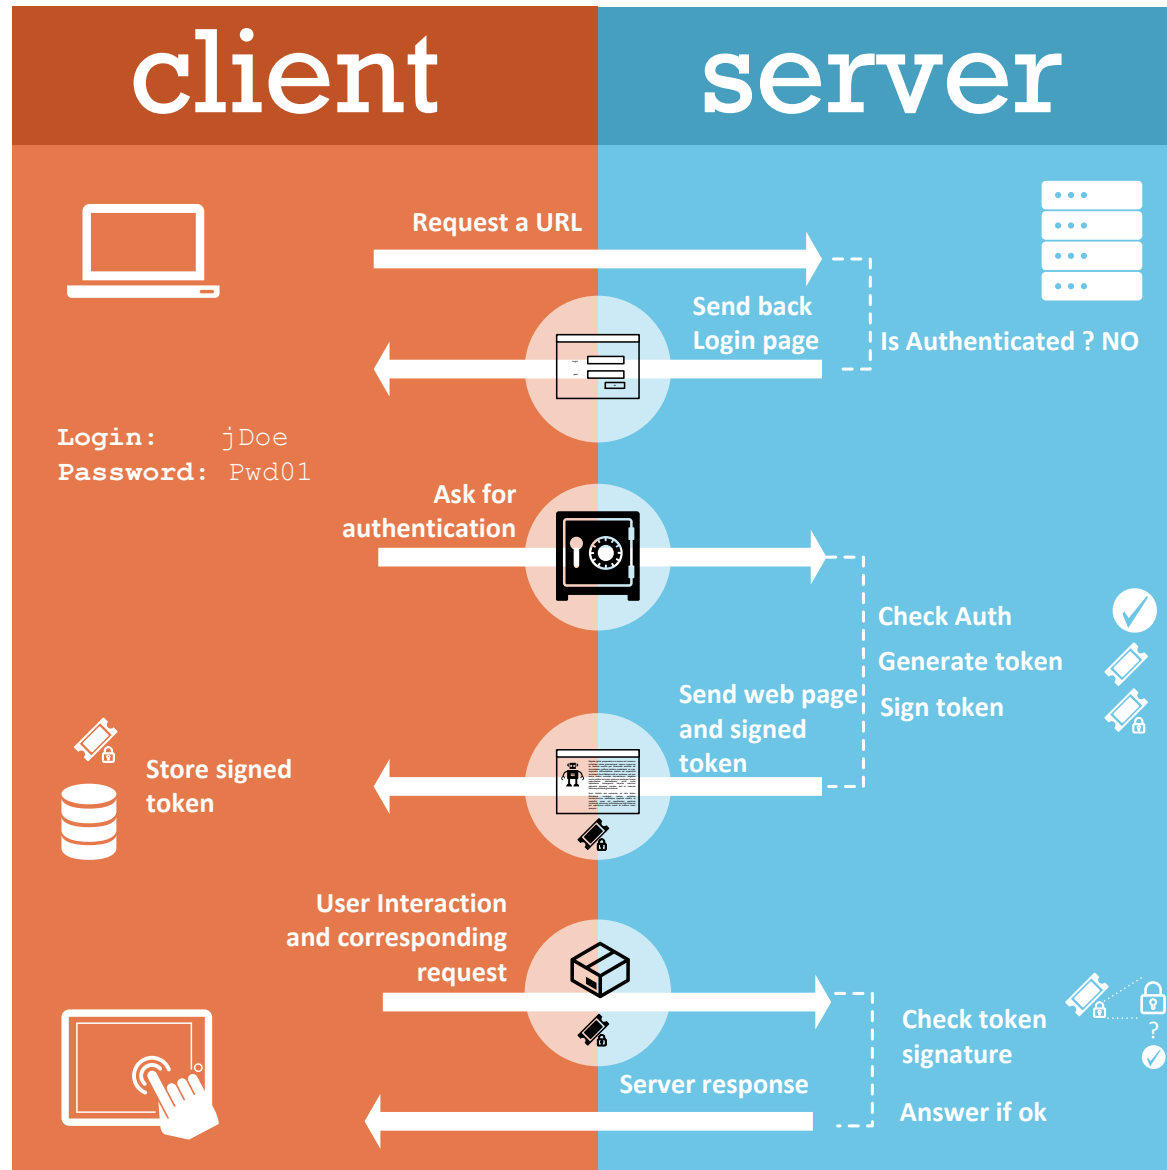 client
server
Request a URL
Send back
Login page
Is Authenticated ? NO
Login: jDoe
Password: Pwd01
Ask for
authentication
Check Auth
Generate token
Sign token
Send web page
and signed
token
Store signed
token
User Interaction
and corresponding
request
Check token
signature
?
Server response
Answer if ok